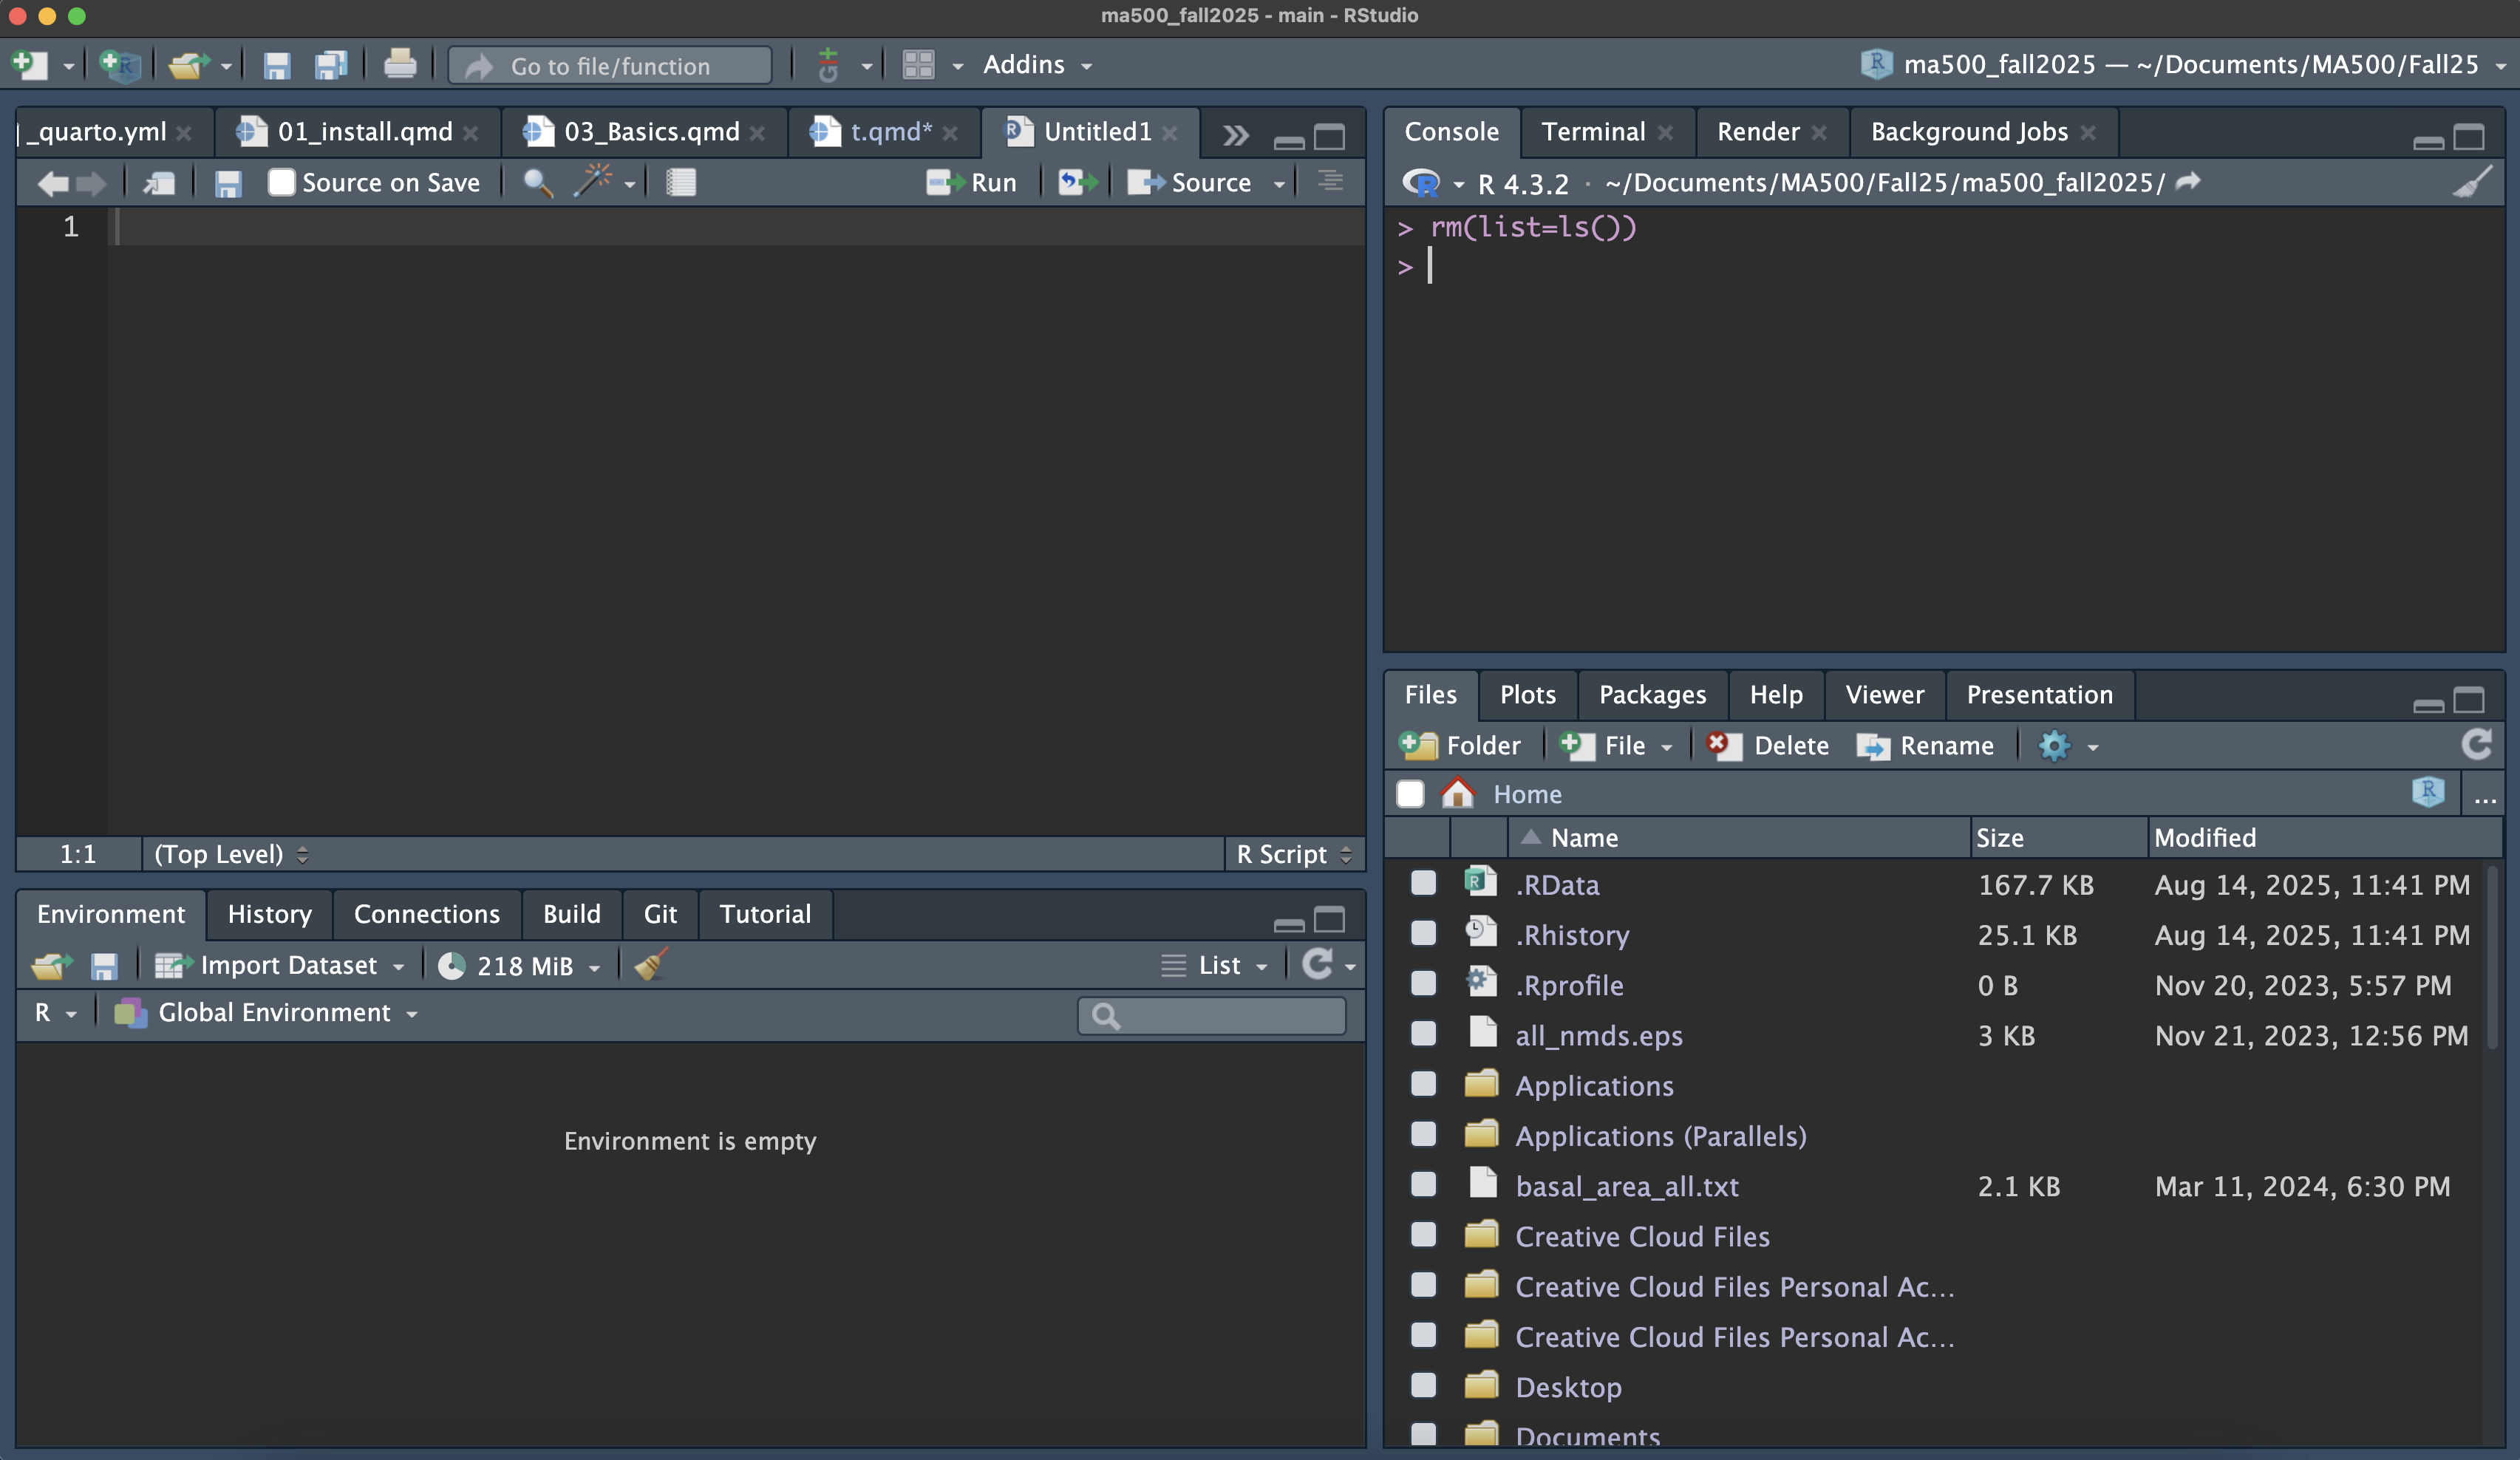 ma500_fall2025 - main - RStudio
Go to file/function
Addins
ma500_fall2025 — ~/Documents/MA500/Fall25
_quarto.yml
01_install.qmd
03_Basics.qmd
t.qmd*
Untitled1
Source on Save
Run
Source
1
1:1
(Top Level)
R Script
Console
Terminal
Render
Background Jobs
R 4.3.2 · ~/Documents/MA500/Fall25/ma500_fall2025/
> rm(list=ls())
>
Environment
History
Connections
Build
Git
Tutorial
Import Dataset
218 MiB
List
R
Global Environment
Environment is empty
Files
Plots
Packages
Help
Viewer
Presentation
Folder
File
Delete
Rename
Home
...
Name Size Modified
.RData 167.7 KB Aug 14, 2025, 11:41 PM
.Rhistory 25.1 KB Aug 14, 2025, 11:41 PM
.Rprofile 0 B Nov 20, 2023, 5:57 PM
all_nmds.eps 3 KB Nov 21, 2023, 12:56 PM
Applications
Applications (Parallels)
basal_area_all.txt 2.1 KB Mar 11, 2024, 6:30 PM
Creative Cloud Files
Creative Cloud Files Personal Ac...
Creative Cloud Files Personal Ac...
Desktop
Documents